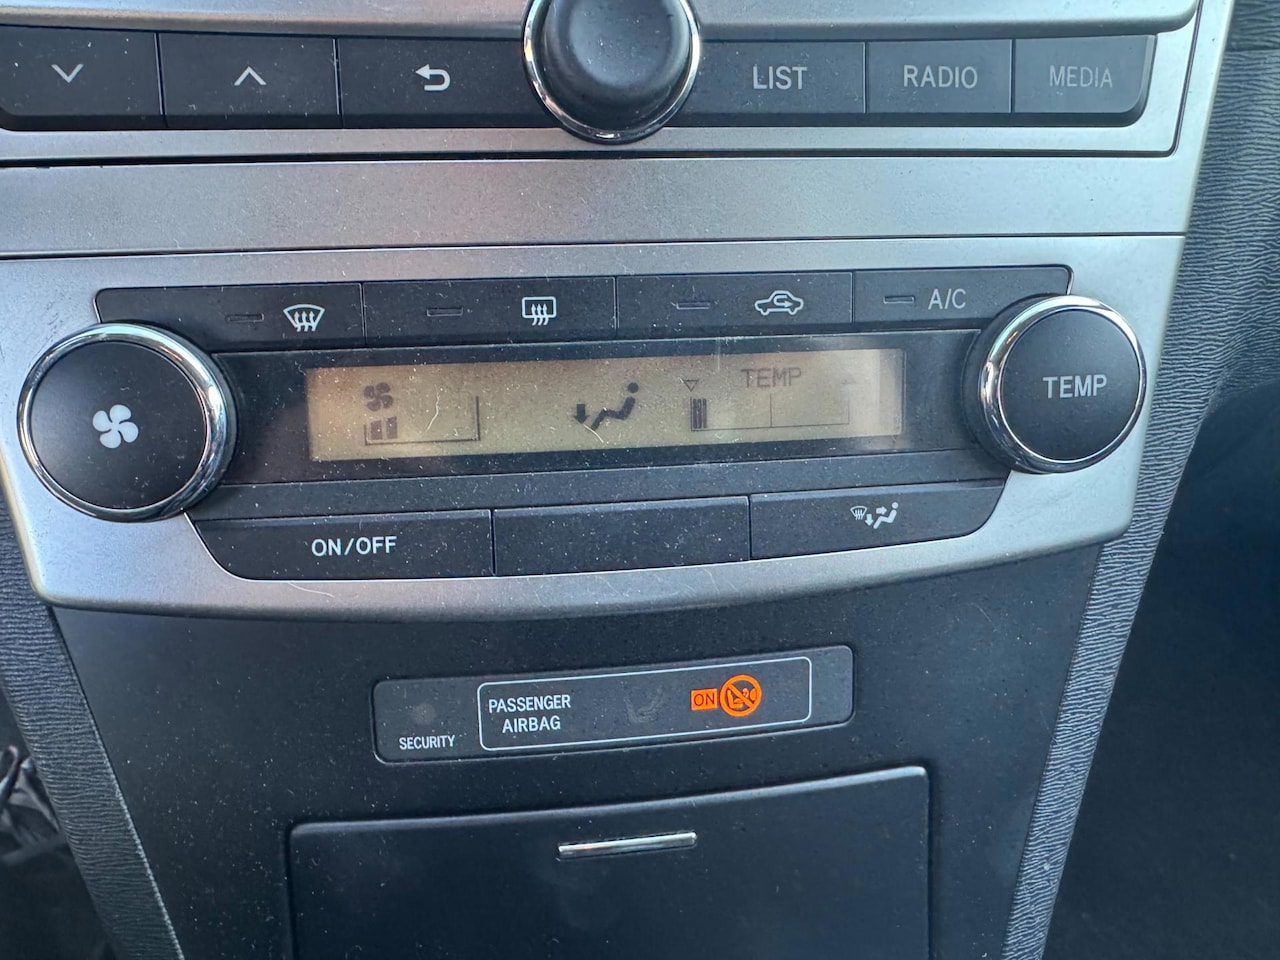 LIST
RADIO
MEDIA
A/C
TEMP
TEMP
ON/OFF
PASSENGER
AIRBAG
ON
SECURITY